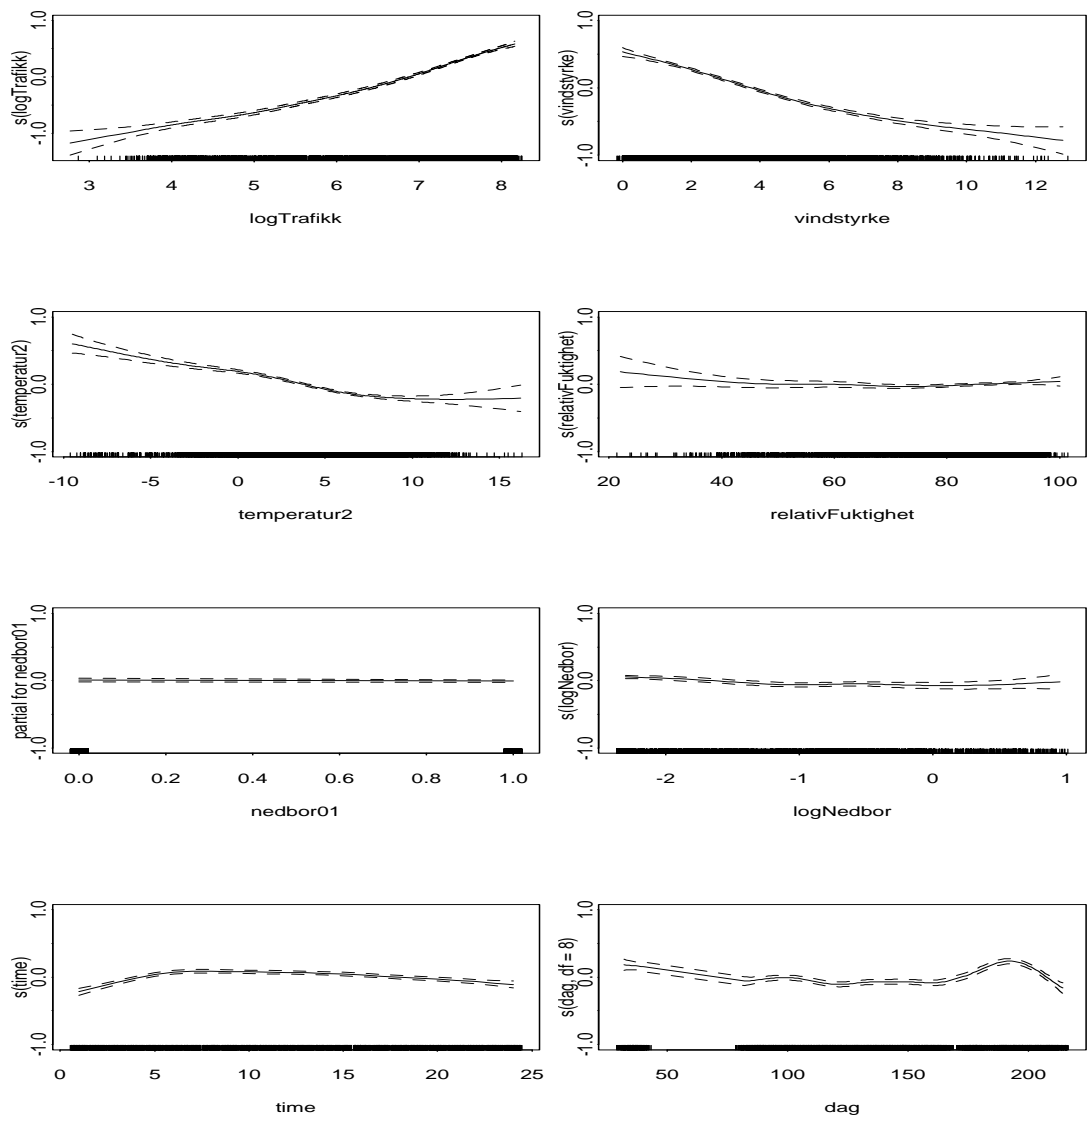 s(logTrafikk)
1.0
0.0
-1.0
3 4 5 6 7 8
logTrafikk
s(vindstyrke)
1.0
0.0
-1.0
0 2 4 6 8 10 12
vindstyrke
s(temperatur2)
1.0
0.0
-1.0
-10 -5 0 5 10 15
temperatur2
s(relativFuktighet)
1.0
0.0
-1.0
20 40 60 80 100
relativFuktighet
partial for nedbor01
1.0
0.0
-1.0
0.0 0.2 0.4 0.6 0.8 1.0
nedbor01
s(logNedbor)
1.0
0.0
-1.0
-2 -1 0 1
logNedbor
s(time)
1.0
0.0
-1.0
0 5 10 15 20 25
time
s(dag, df = 8)
1.0
0.0
-1.0
50 100 150 200
dag